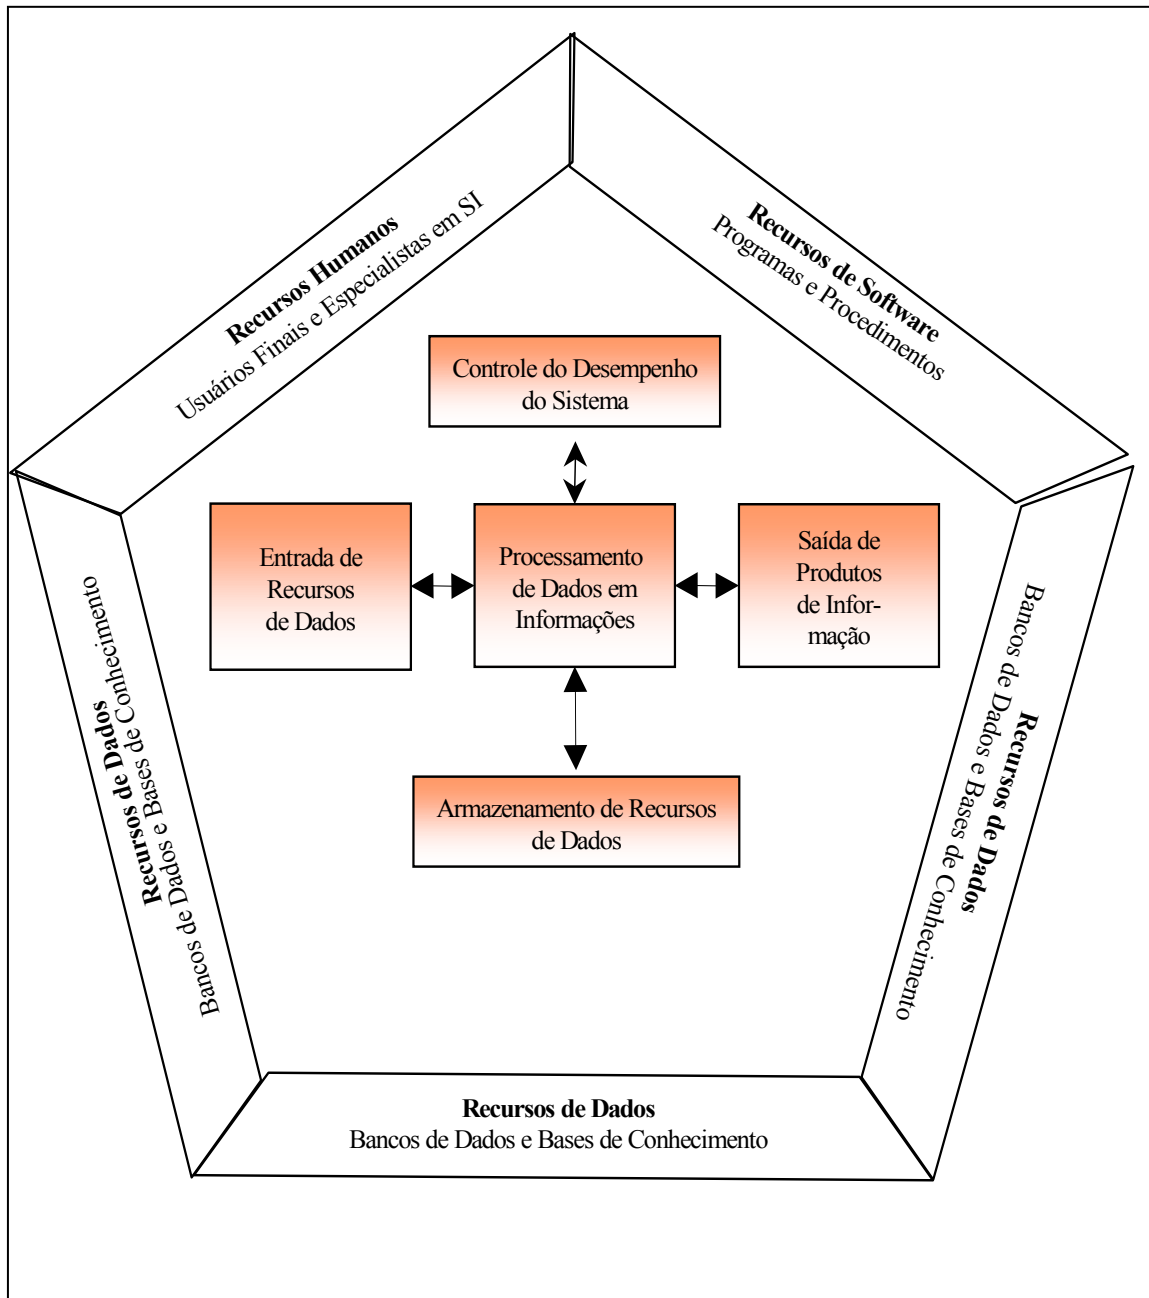 Recursos Humanos
Usuários Finais e Especialistas em SI
Recursos de Software
Programas e Procedimentos
Controle do Desempenho
do Sistema
Entrada de
Recursos
de Dados
Processamento
de Dados em
Informações
Saída de
Produtos
de Infor-
mação
Armazenamento de Recursos
de Dados
Recursos de Dados
Bancos de Dados e Bases de Conhecimento
Recursos de Dados
Bancos de Dados e Bases de Conhecimento
Recursos de Dados
Bancos de Dados e Bases de Conhecimento